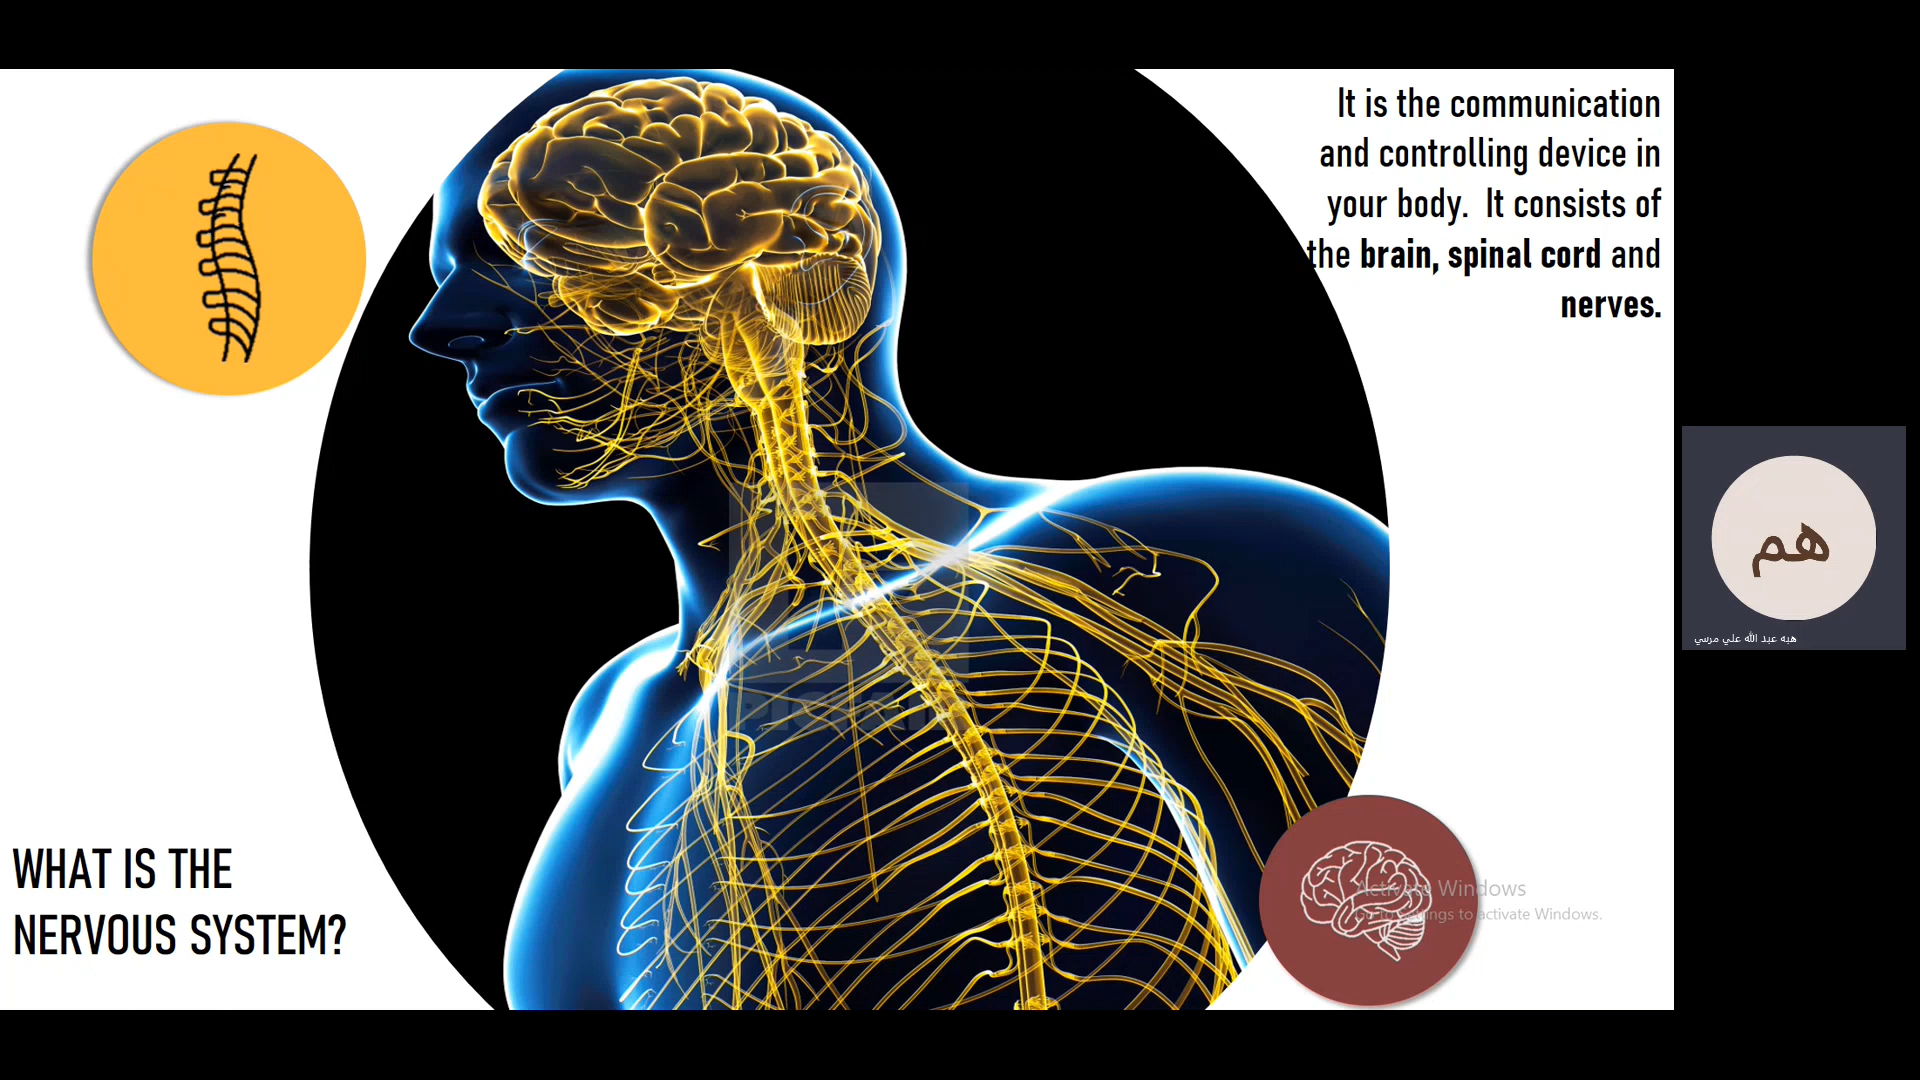 It is the communication
and controlling device in
your body. It consists of
the brain, spinal cord and
nerves.
WHAT IS THE
NERVOUS SYSTEM?
هم
هبه عبد الله علي مرسي
Activate Windows
Go to Settings to activate Windows.